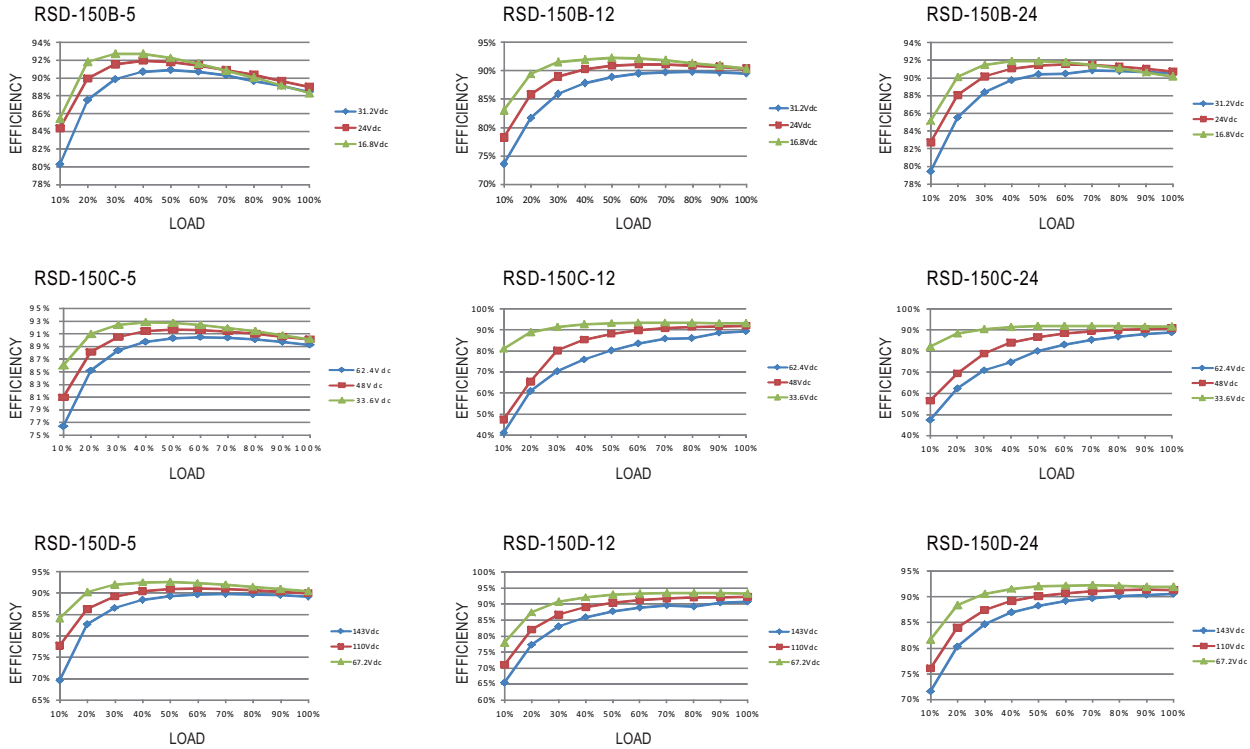 RSD-150B-5
94%
92%
90%
88%
86%
84%
82%
80%
78%
EFFICIENCY
10% 20% 30% 40% 50% 60% 70% 80% 90% 100%
LOAD
31.2Vdc
24Vdc
16.8Vdc
RSD-150B-12
95%
90%
85%
80%
75%
70%
EFFICIENCY
10% 20% 30% 40% 50% 60% 70% 80% 90% 100%
LOAD
31.2Vdc
24Vdc
16.8Vdc
RSD-150B-24
94%
92%
90%
88%
86%
84%
82%
80%
78%
EFFICIENCY
10% 20% 30% 40% 50% 60% 70% 80% 90% 100%
LOAD
31.2Vdc
24Vdc
16.8Vdc
RSD-150C-5
95%
93%
91%
89%
87%
85%
83%
81%
79%
77%
75%
EFFICIENCY
10% 20% 30% 40% 50% 60% 70% 80% 90% 100%
LOAD
62.4Vdc
48Vdc
33.6Vdc
RSD-150C-12
100%
90%
80%
70%
60%
50%
40%
EFFICIENCY
10% 20% 30% 40% 50% 60% 70% 80% 90% 100%
LOAD
62.4Vdc
48Vdc
33.6Vdc
RSD-150C-24
100%
90%
80%
70%
60%
50%
40%
EFFICIENCY
10% 20% 30% 40% 50% 60% 70% 80% 90% 100%
LOAD
62.4Vdc
48Vdc
33.6Vdc
RSD-150D-5
95%
90%
85%
80%
75%
70%
65%
EFFICIENCY
10% 20% 30% 40% 50% 60% 70% 80% 90% 100%
LOAD
143Vdc
110Vdc
67.2Vdc
RSD-150D-12
100%
95%
90%
85%
80%
75%
70%
65%
60%
EFFICIENCY
10% 20% 30% 40% 50% 60% 70% 80% 90% 100%
LOAD
143Vdc
110Vdc
67.2Vdc
RSD-150D-24
95%
90%
85%
80%
75%
70%
EFFICIENCY
10% 20% 30% 40% 50% 60% 70% 80% 90% 100%
LOAD
143Vdc
110Vdc
67.2Vdc